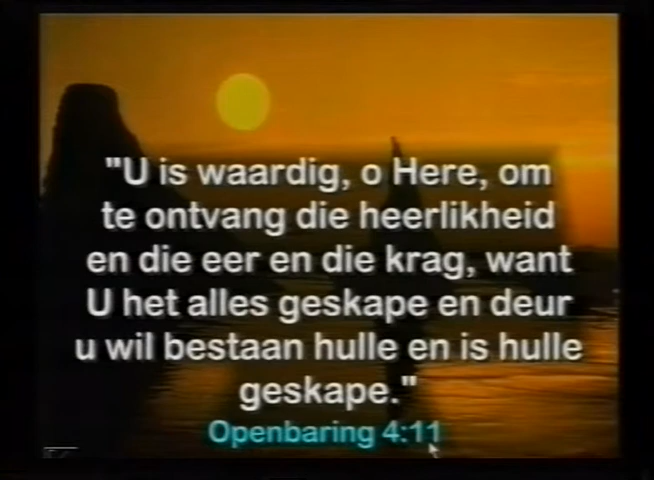 "U is waardig, o Here, om
te ontvang die heerlikheid
en die eer en die krag, want
U het alles geskape en deur
u wil bestaan hulle en is hulle
geskape."
Openbaring 4:11